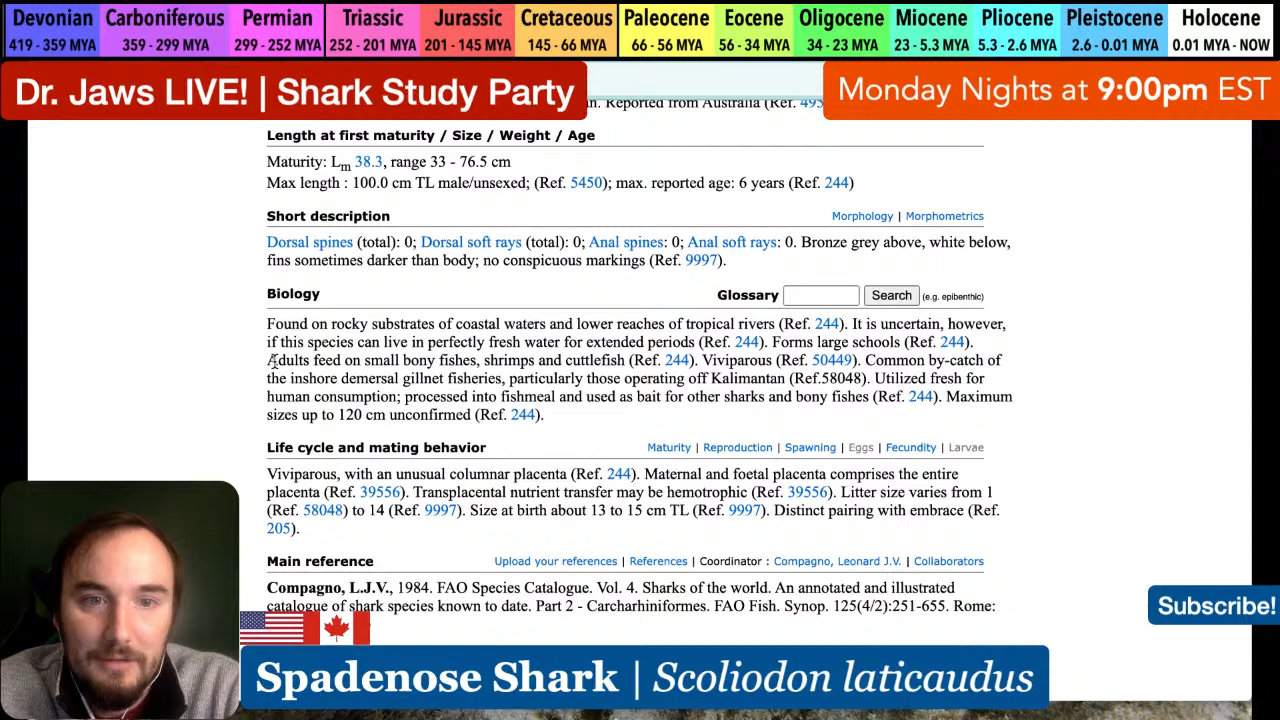 Devonian Carboniferous Permian Triassic Jurassic Cretaceous Paleocene Eocene Oligocene Miocene Pliocene Pleistocene Holocene
419 - 359 MYA 359 - 299 MYA 299 - 252 MYA 252 - 201 MYA 201 - 145 MYA 145 - 66 MYA 66 - 56 MYA 56 - 34 MYA 34 - 23 MYA 23 - 5.3 MYA 5.3 - 2.6 MYA 2.6 - 0.01 MYA 0.01 MYA - NOW
Dr. Jaws LIVE! | Shark Study Party
Monday Nights at 9:00pm EST
Reported from Australia (Ref. 495
Length at first maturity / Size / Weight / Age
Maturity: Lm 38.3, range 33 - 76.5 cm
Max length : 100.0 cm TL male/unsexed; (Ref. 5450); max. reported age: 6 years (Ref. 244)
Short description Morphology | Morphometrics
Dorsal spines (total): 0; Dorsal soft rays (total): 0; Anal spines: 0; Anal soft rays: 0. Bronze grey above, white below,
fins sometimes darker than body; no conspicuous markings (Ref. 9997).
Biology Glossary Search (e.g. epibenthic)
Found on rocky substrates of coastal waters and lower reaches of tropical rivers (Ref. 244). It is uncertain, however,
if this species can live in perfectly fresh water for extended periods (Ref. 244). Forms large schools (Ref. 244).
Adults feed on small bony fishes, shrimps and cuttlefish (Ref. 244). Viviparous (Ref. 50449). Common by-catch of
the inshore demersal gillnet fisheries, particularly those operating off Kalimantan (Ref.58048). Utilized fresh for
human consumption; processed into fishmeal and used as bait for other sharks and bony fishes (Ref. 244). Maximum
sizes up to 120 cm unconfirmed (Ref. 244).
Life cycle and mating behavior Maturity | Reproduction | Spawning | Eggs | Fecundity | Larvae
Viviparous, with an unusual columnar placenta (Ref. 244). Maternal and foetal placenta comprises the entire
placenta (Ref. 39556). Transplacental nutrient transfer may be hemotrophic (Ref. 39556). Litter size varies from 1
(Ref. 58048) to 14 (Ref. 9997). Size at birth about 13 to 15 cm TL (Ref. 9997). Distinct pairing with embrace (Ref.
205).
Main reference Upload your references | References | Coordinator : Compagno, Leonard J.V. | Collaborators
Compagno, L.J.V., 1984. FAO Species Catalogue. Vol. 4. Sharks of the world. An annotated and illustrated
catalogue of shark species known to date. Part 2 - Carcharhiniformes. FAO Fish. Synop. 125(4/2):251-655. Rome:
Subscribe!
Spadenose Shark | Scoliodon laticaudus